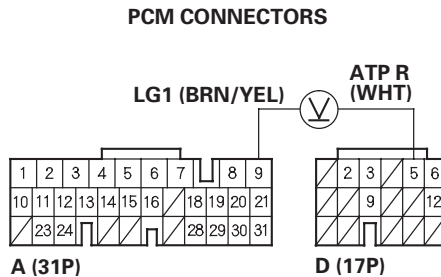 PCM CONNECTORS
ATP R
LG1 (BRN/YEL) (WHT)
1 2 3 4 5 6 7 8 9 2 3 5 6
10 11 12 13 14 15 16 18 19 20 21 9 12
23 24 28 29 30 31
A (31P) D (17P)